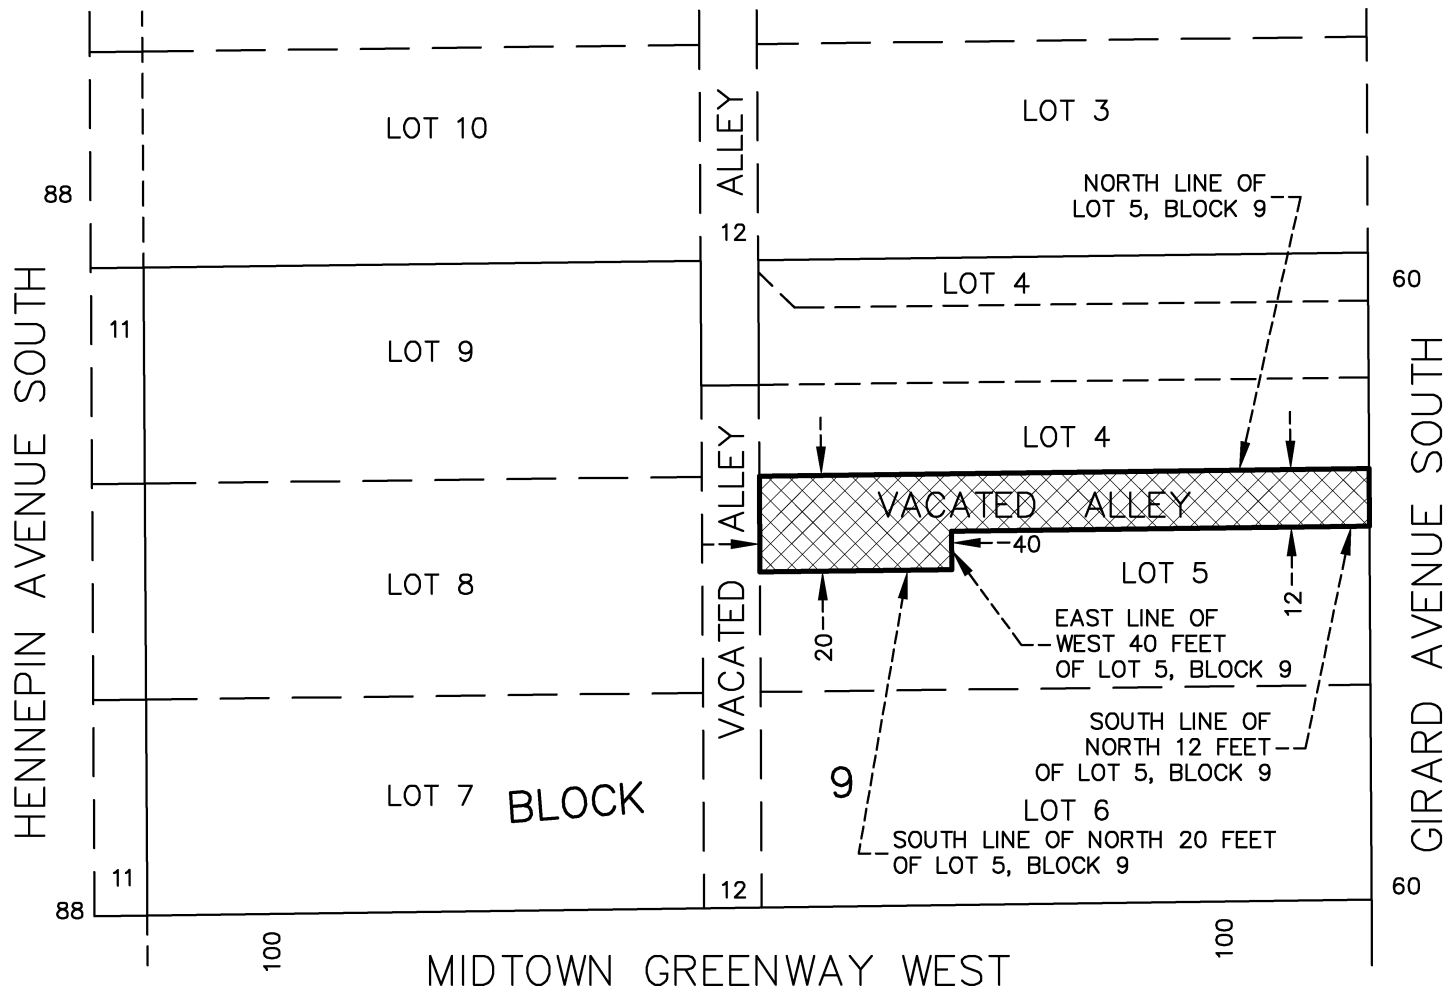 LOT 10
LOT 3
ALLEY
88
NORTH LINE OF
LOT 5, BLOCK 9
12
HENNEPIN AVENUE SOUTH
LOT 4
60
11
LOT 9
GIRARD AVENUE SOUTH
LOT 4
VACATED ALLEY
VACATED ALLEY
40
LOT 8
LOT 5
12
20
EAST LINE OF
WEST 40 FEET
OF LOT 5, BLOCK 9
VACATED
SOUTH LINE OF
NORTH 12 FEET
OF LOT 5, BLOCK 9
LOT 7
BLOCK
9
LOT 6
SOUTH LINE OF NORTH 20 FEET
OF LOT 5, BLOCK 9
11
12
60
88
100
100
MIDTOWN GREENWAY WEST